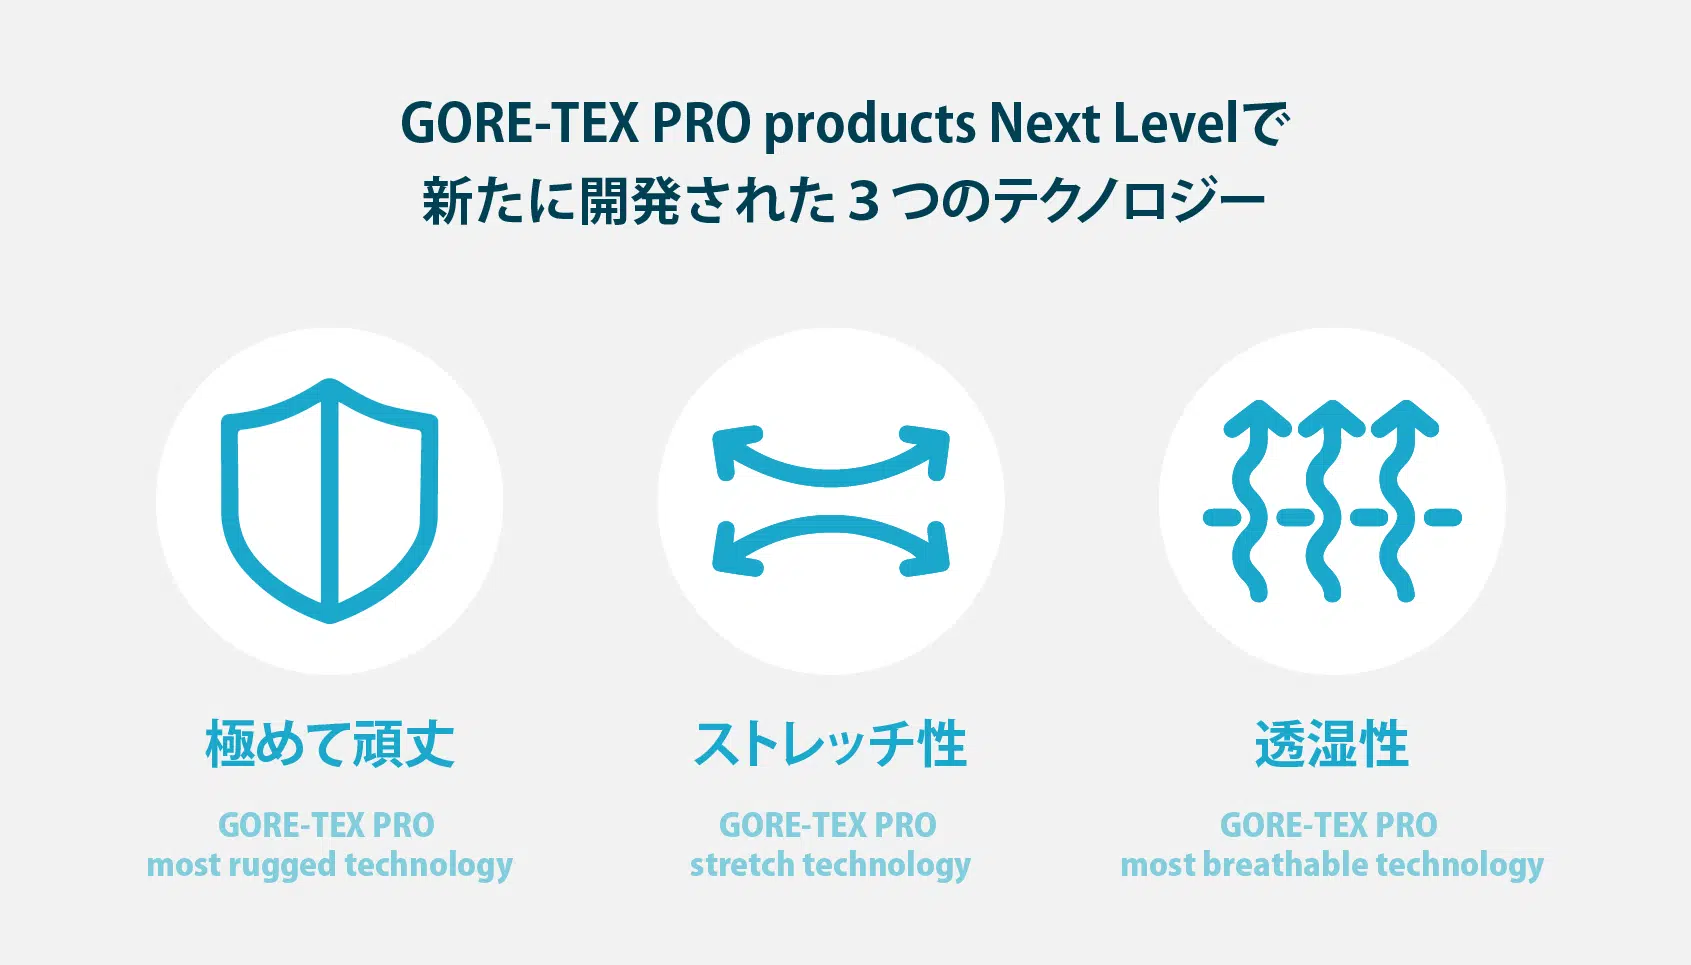 GORE-TEX PRO products Next Levelで
新たに開発された3つのテクノロジー
極めて頑丈
GORE-TEX PRO
most rugged technology
ストレッチ性
GORE-TEX PRO
stretch technology
透湿性
GORE-TEX PRO
most breathable technology